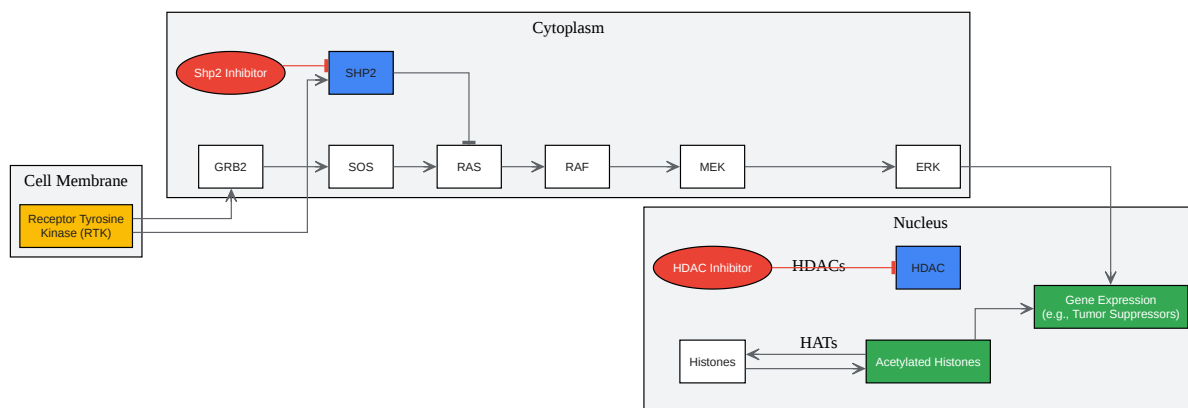 Cytoplasm
Shp2 Inhibitor
SHP2
GRB2
SOS
RAS
RAF
MEK
ERK
Cell Membrane
Receptor Tyrosine
Kinase (RTK)
Nucleus
HDAC Inhibitor
HDACs
HDAC
Gene Expression
(e.g., Tumor Suppressors)
HATs
Histones
Acetylated Histones